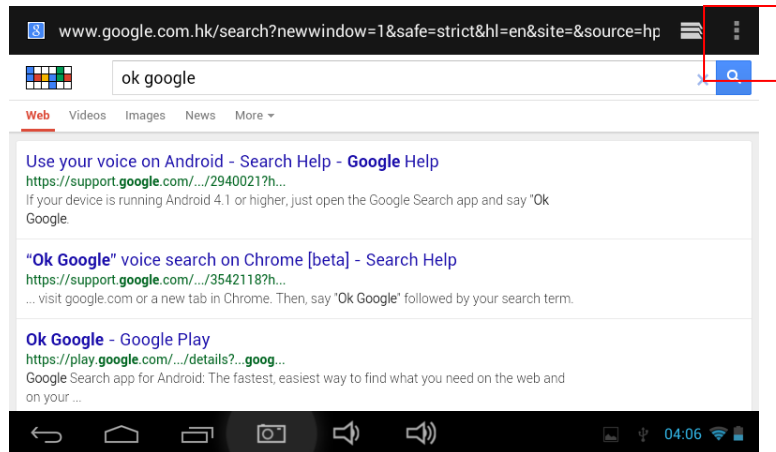 www.google.com.hk/search?newwindow=1&safe=strict&hl=en&site=&source=hp
ok google
Web Videos Images News More
Use your voice on Android - Search Help - Google Help
https://support.google.com/.../2940021?h...
If your device is running Android 4.1 or higher, just open the Google Search app and say "Ok
Google.
“Ok Google” voice search on Chrome [beta] - Search Help
https://support.google.com/.../3542118?h...
... visit google.com or a new tab in Chrome. Then, say "Ok Google" followed by your search term.
Ok Google - Google Play
https://play.google.com/.../details?...goog...
Google Search app for Android: The fastest, easiest way to find what you need on the web and
on your ...
04:06